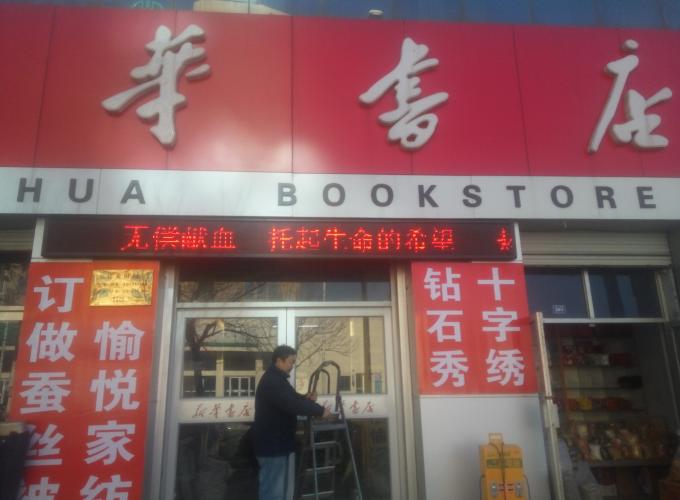 華書店
HUA BOOKSTORE
无偿献血 托起生命的希望
订做蚕丝被
愉悦家纺
钻石秀
十字绣
新華書店